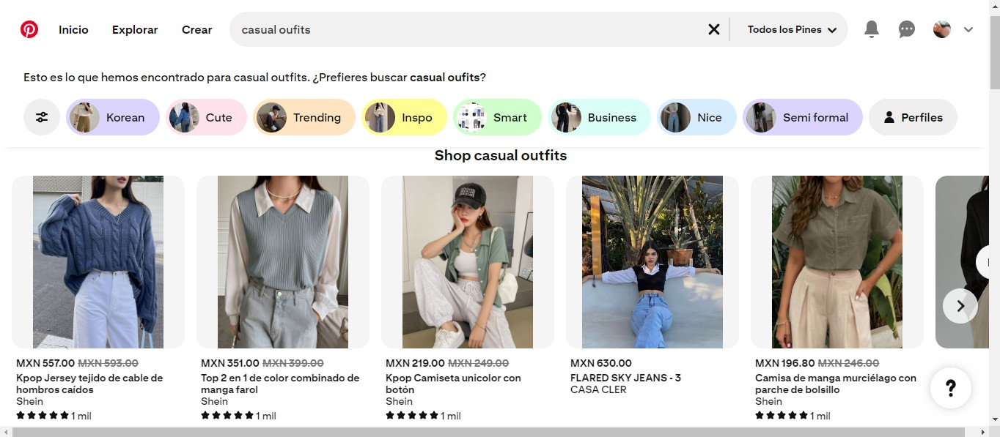 Inicio Explorar Crear casual oufits Todos los Pines
Esto es lo que hemos encontrado para casual outfits. ¿Prefieres buscar casual oufits?
Korean Cute Trending Inspo Smart Business Nice Semi formal Perfiles
Shop casual outfits
MXN 557.00 MXN 593.00
Kpop Jersey tejido de cable de
hombros caídos
Shein
1 mil
MXN 351.00 MXN 399.00
Top 2 en 1 de color combinado de
manga farol
Shein
1 mil
MXN 219.00 MXN 249.00
Kpop Camiseta unicolor con
botón
Shein
1 mil
MXN 630.00
FLARED SKY JEANS - 3
CASA CLER
MXN 196.80 MXN 246.00
Camisa de manga murciélago con
parche de bolsillo
Shein
1 mil
?